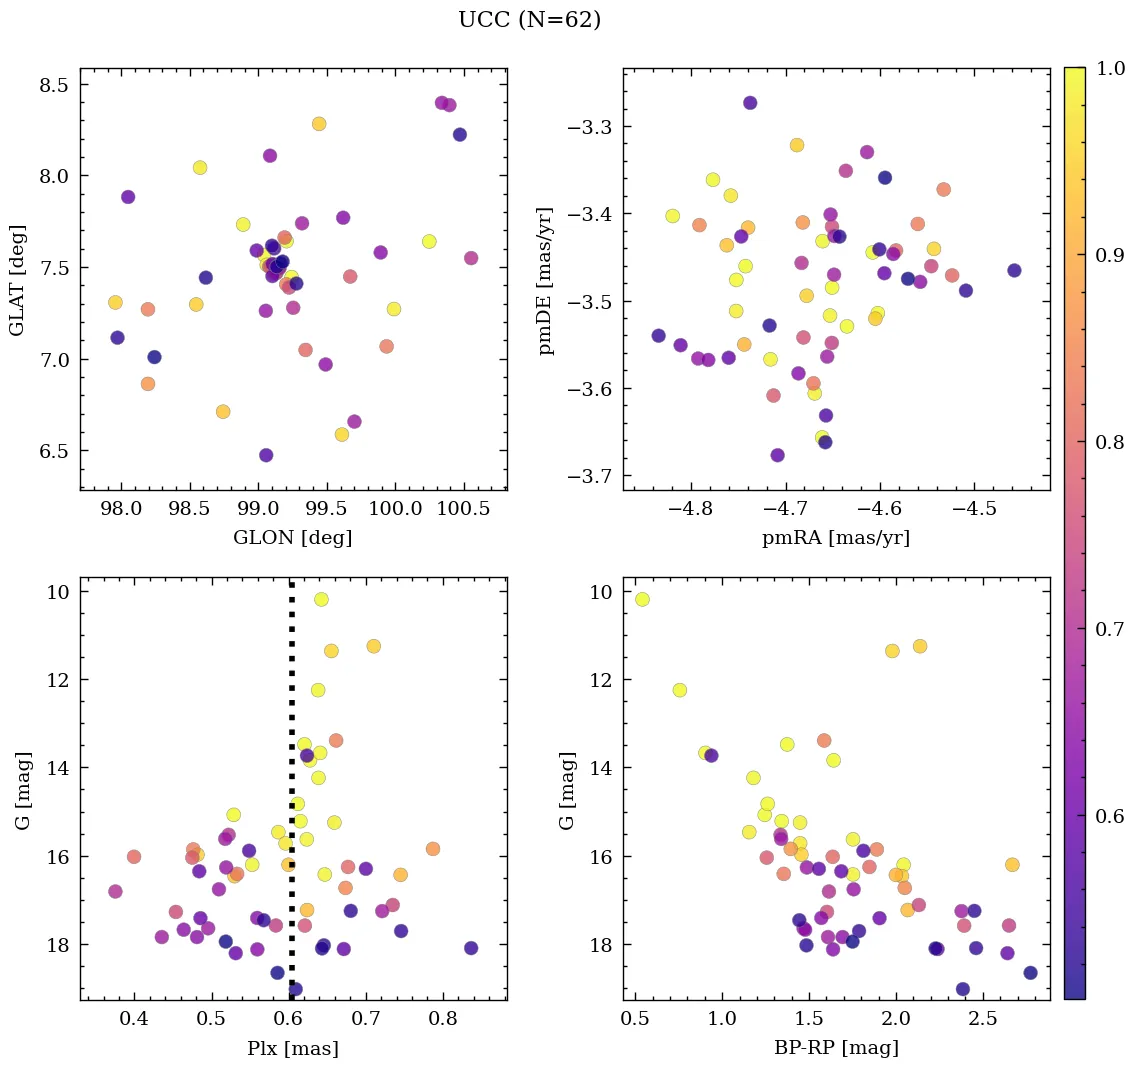 UCC (N=62)
8.5
8.0
7.5
7.0
6.5
GLAT [deg]
98.0 98.5 99.0 99.5 100.0 100.5
GLON [deg]
−3.3
−3.4
−3.5
−3.6
−3.7
pmDE [mas/yr]
−4.8 −4.7 −4.6 −4.5
pmRA [mas/yr]
1.0
0.9
0.8
0.7
0.6
10
12
14
16
18
G [mag]
0.4 0.5 0.6 0.7 0.8
Plx [mas]
10
12
14
16
18
G [mag]
0.5 1.0 1.5 2.0 2.5
BP-RP [mag]